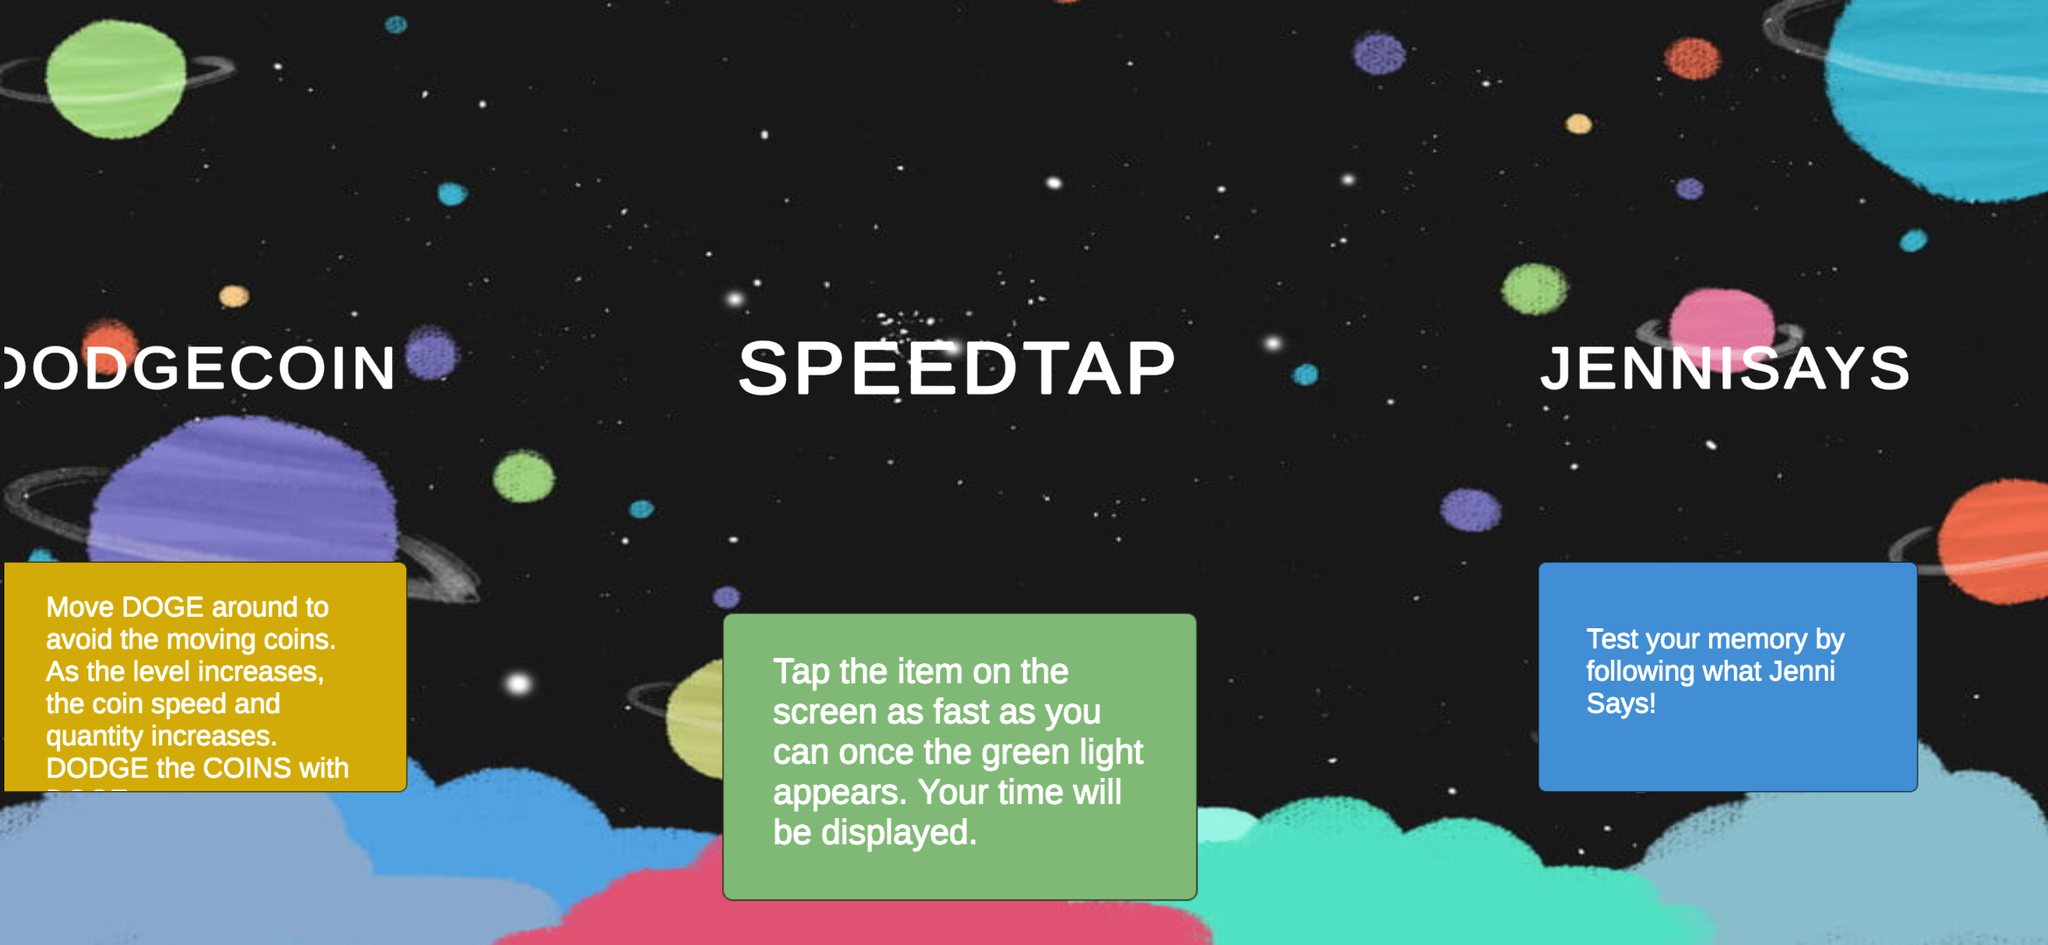 DODGECOIN
Move DOGE around to
avoid the moving coins.
As the level increases,
the coin speed and
quantity increases.
DODGE the COINS with
SPEEDTAP
Tap the item on the
screen as fast as you
can once the green light
appears. Your time will
be displayed.
JENNISAYS
Test your memory by
following what Jenni
Says!